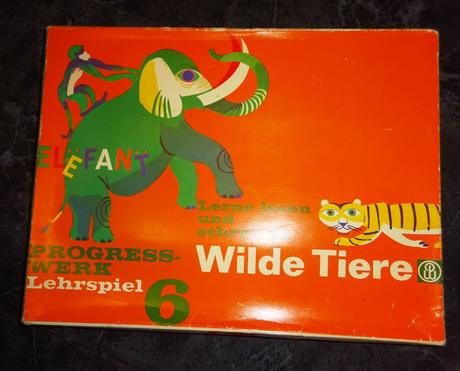 ELEFANT
Lerne lesen
und
PROGRESS-
WERK
Lehrspiel 6
Wilde Tiere